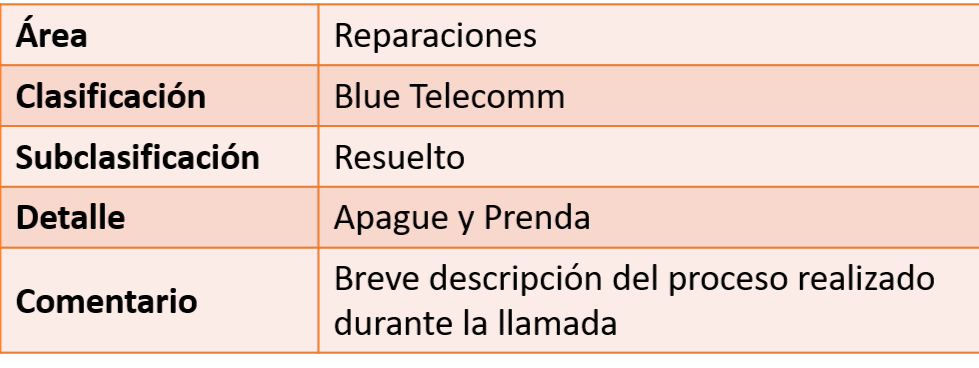 Área Reparaciones
Clasificación Blue Telecomm
Subclasificación Resuelto
Detalle Apague y Prenda
Comentario Breve descripción del proceso realizado
durante la llamada